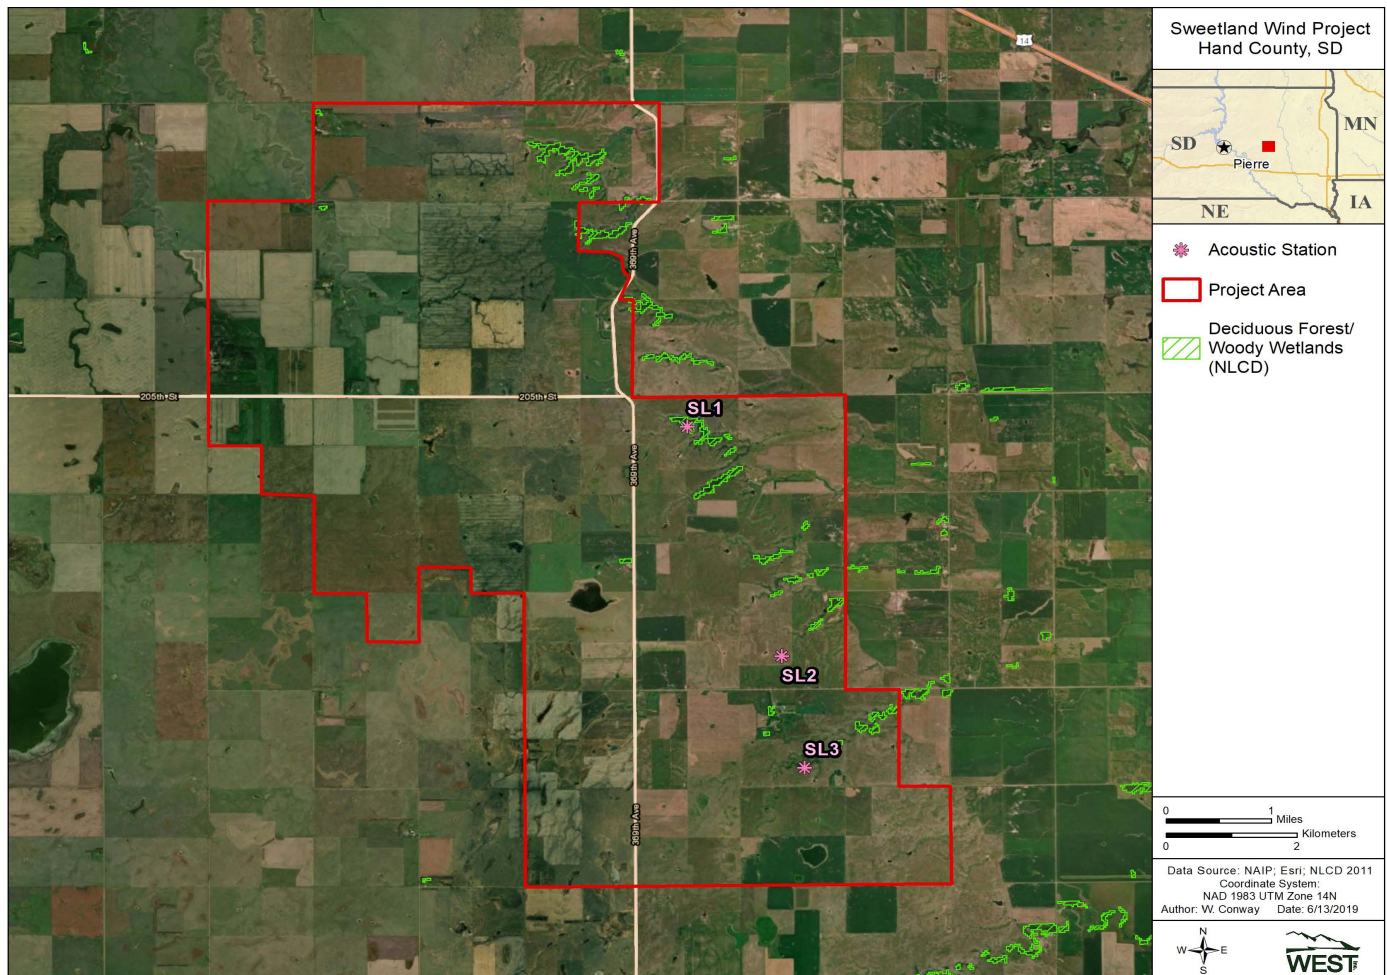 Sweetland Wind Project
Hand County, SD
MN
SD
Pierre
NE
IA
Acoustic Station
Project Area
Deciduous Forest/
Woody Wetlands
(NLCD)
14
369th Ave
205th St
205th St
SL1
369th Ave
SL2
SL3
369th Ave
0 1
Miles
Kilometers
0 2
Data Source: NAIP; Esri; NLCD 2011
Coordinate System:
NAD 1983 UTM Zone 14N
Author: W. Conway Date: 6/13/2019
N
W E
S
WEST